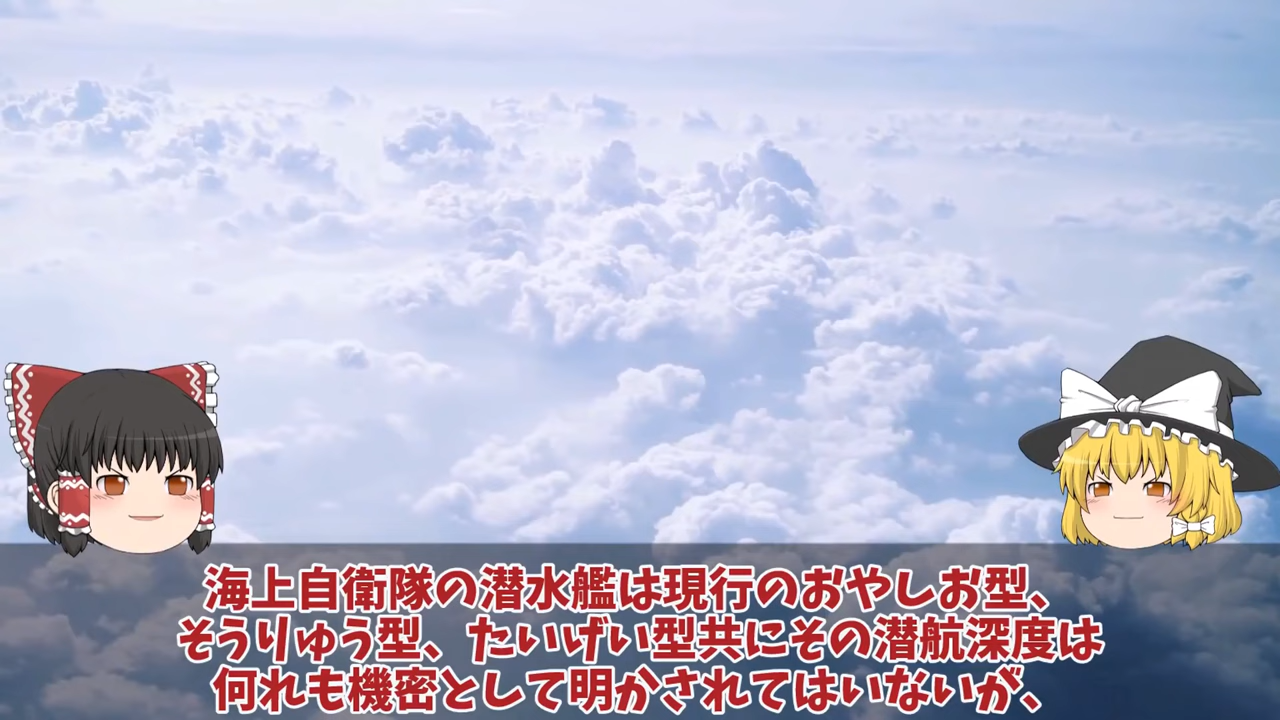 海上自衛隊の潜水艦は現行のおやしお型、
そうりゅう型、たいげい型共にその潜航深度は
何れも機密として明かされてはいないが、